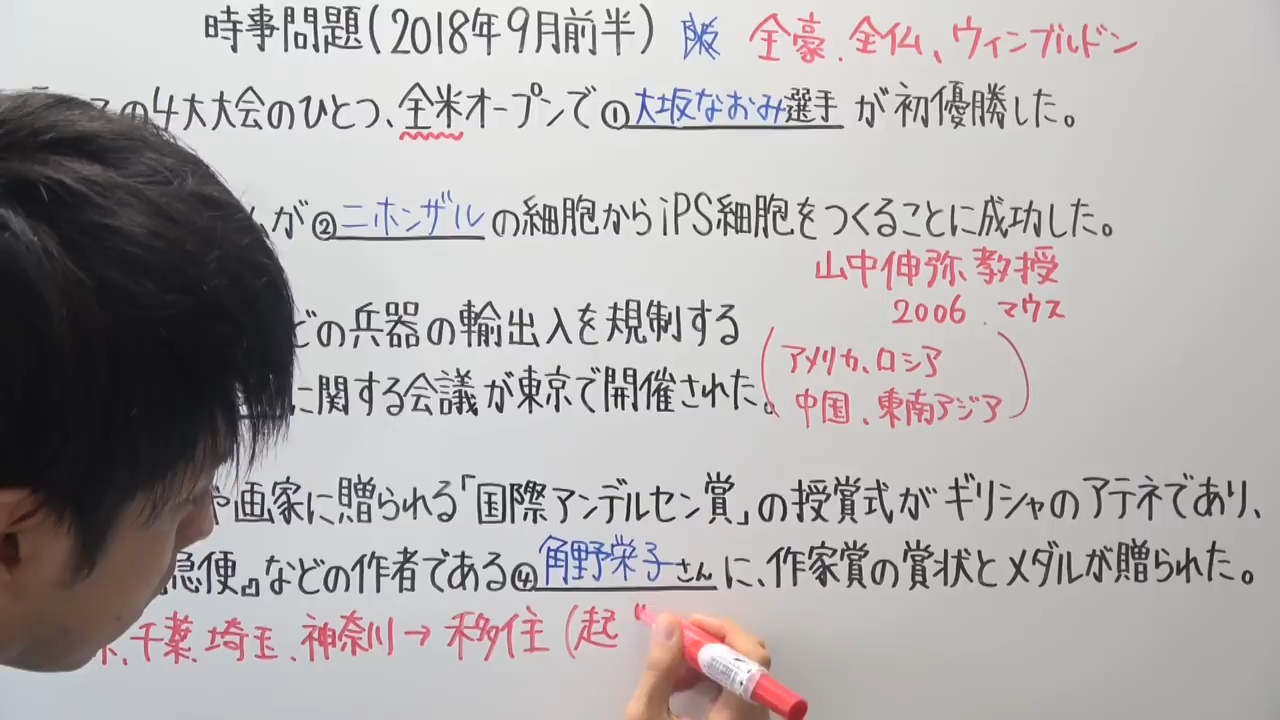 時事問題(2018年9月前半) 阪 全豪、全仏、ウィンブルドン
の4大大会のひとつ、全米オープンで①大坂なおみ選手が初優勝した。
が②ニホンザルの細胞からiPS細胞をつくることに成功した。
山中伸弥教授
2006 マウス
どの兵器の輸出入を規制する
アメリカ、ロシア
に関する会議が東京で開催された。
中国、東南アジア
や画家に贈られる「国際アンデルセン賞」の授賞式がギリシャのアテネであり、
急便』などの作者である④角野栄子さんに、作家賞の賞状とメダルが贈られた。
千葉、埼玉、神奈川→移住(起